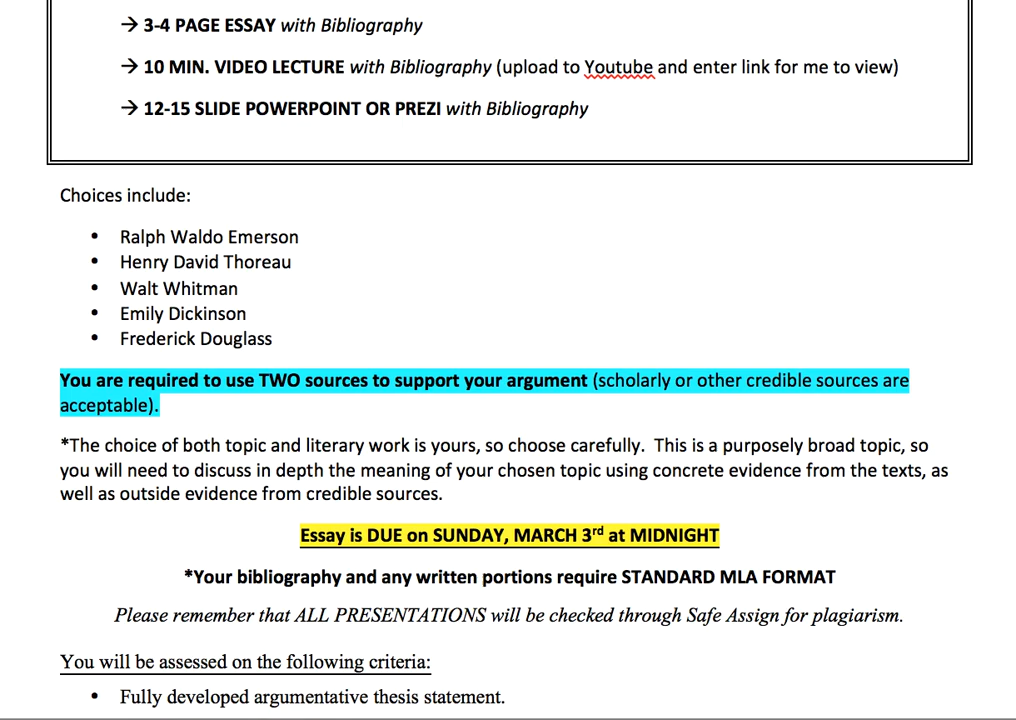 → 3-4 PAGE ESSAY with Bibliography
→ 10 MIN. VIDEO LECTURE with Bibliography (upload to Youtube and enter link for me to view)
→ 12-15 SLIDE POWERPOINT OR PREZI with Bibliography
Choices include:
• Ralph Waldo Emerson
• Henry David Thoreau
• Walt Whitman
• Emily Dickinson
• Frederick Douglass
You are required to use TWO sources to support your argument (scholarly or other credible sources are
acceptable).
*The choice of both topic and literary work is yours, so choose carefully.  This is a purposely broad topic, so
you will need to discuss in depth the meaning of your chosen topic using concrete evidence from the texts, as
well as outside evidence from credible sources.
Essay is DUE on SUNDAY, MARCH 3rd at MIDNIGHT
*Your bibliography and any written portions require STANDARD MLA FORMAT
Please remember that ALL PRESENTATIONS will be checked through Safe Assign for plagiarism.
You will be assessed on the following criteria:
• Fully developed argumentative thesis statement.